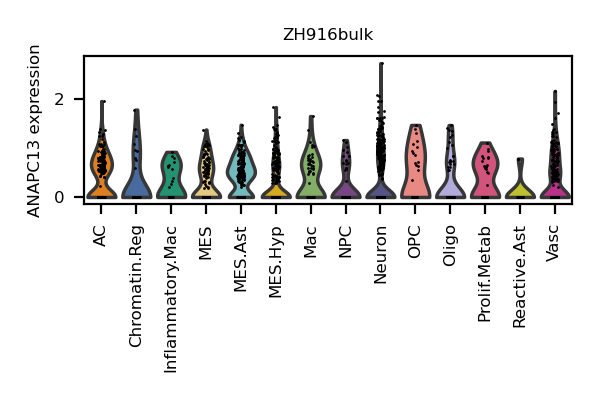 ZH916bulk
ANAPC13 expression
2
0
AC
Chromatin.Reg
Inflammatory.Mac
MES
MES.Ast
MES.Hyp
Mac
NPC
Neuron
OPC
Oligo
Prolif.Metab
Reactive.Ast
Vasc